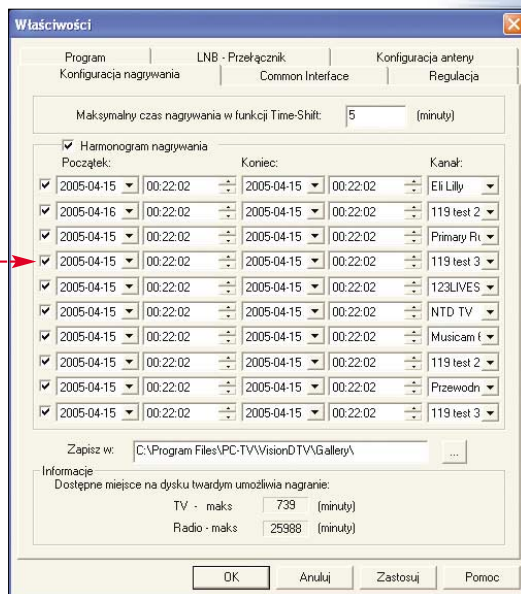 Właściwości
Program LNB - Przełącznik Konfiguracja anteny
Konfiguracja nagrywania Common Interface Regulacja
Maksymalny czas nagrywania w funkcji Time-Shift: 5 (minuty)
Harmonogram nagrywania
Początek: Koniec: Kanał:
2005-04-15 00:22:02 2005-04-15 00:22:02 Eli Lilly
2005-04-16 00:22:02 2005-04-15 00:22:02 119 test 2
2005-04-15 00:22:02 2005-04-15 00:22:02 Primary
2005-04-15 00:22:02 2005-04-15 00:22:02 119 test 3
2005-04-15 00:22:02 2005-04-15 00:22:02 123LIVES
2005-04-15 00:22:02 2005-04-15 00:22:02 NTD TV
2005-04-15 00:22:02 2005-04-15 00:22:02 Musicam
2005-04-15 00:22:02 2005-04-15 00:22:02 119 test 2
2005-04-15 00:22:02 2005-04-15 00:22:02 Przewodn
2005-04-15 00:22:02 2005-04-15 00:22:02 119 test 3
Zapisz w: C:\Program Files\PC-TV\VisionDTV\Gallery\ ...
Informacje
Dostępne miejsce na dysku twardym umożliwia nagranie:
TV - maks 739 (minuty)
Radio - maks 25988 (minuty)
OK Anuluj Zastosuj Pomoc